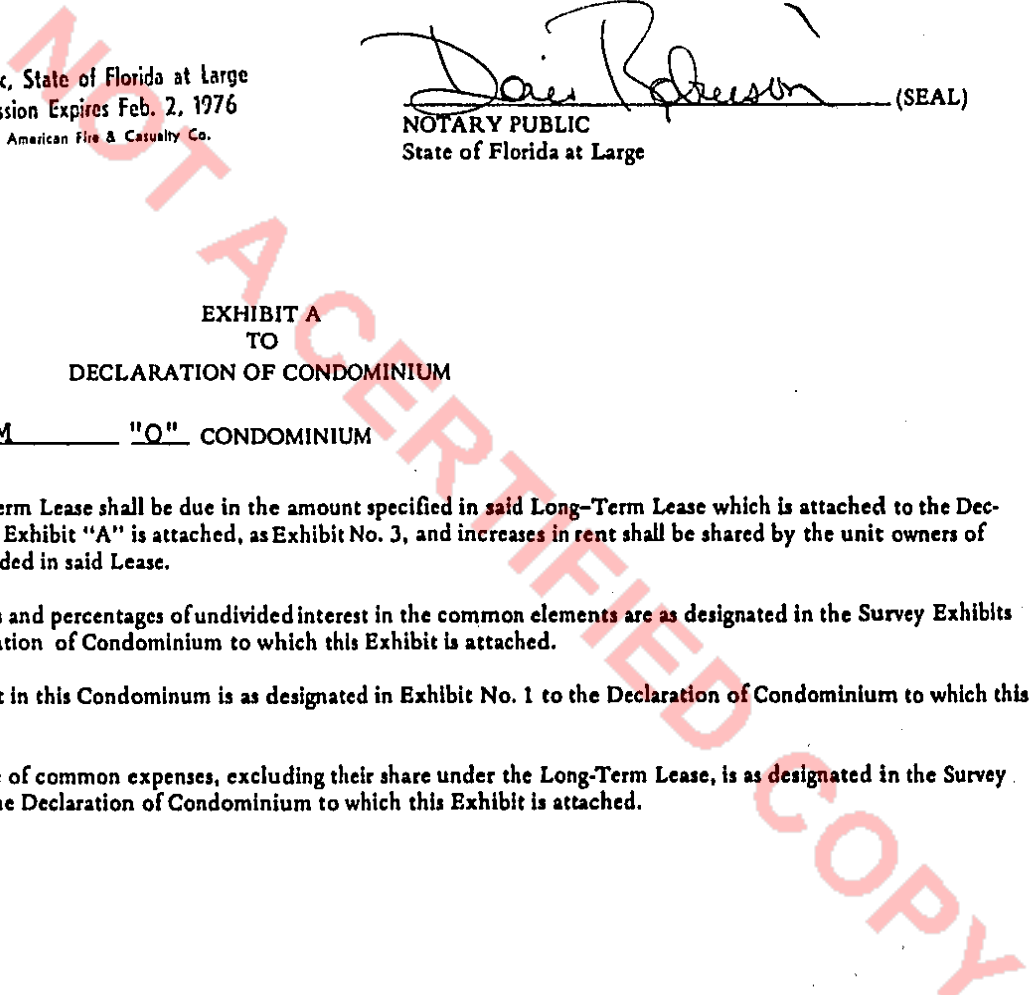 c, State of Florida at Large
ssion Expires Feb. 2, 1976
American Fire & Casualty Co.
(SEAL)
NOTARY PUBLIC
State of Florida at Large
EXHIBIT A
TO
DECLARATION OF CONDOMINIUM
M "O" CONDOMINIUM
erm Lease shall be due in the amount specified in said Long-Term Lease which is attached to the Dec-
Exhibit "A" is attached, as Exhibit No. 3, and increases in rent shall be shared by the unit owners of
ded in said Lease.
s and percentages of undivided interest in the common elements are as designated in the Survey Exhibits
ation of Condominium to which this Exhibit is attached.
t in this Condominum is as designated in Exhibit No. 1 to the Declaration of Condominium to which this
e of common expenses, excluding their share under the Long-Term Lease, is as designated in the Survey
he Declaration of Condominium to which this Exhibit is attached.
NOT A CERTIFIED COPY